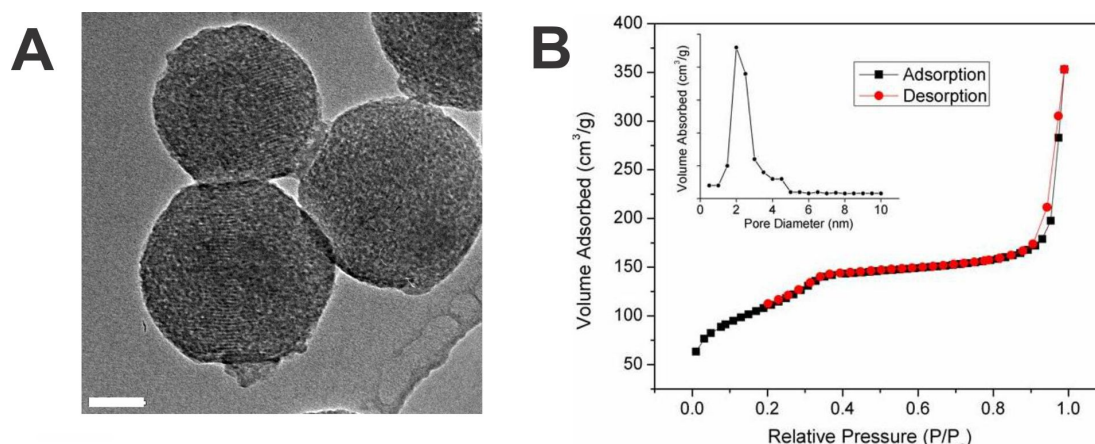 A
B
400
350
300
250
200
150
100
50
Volume Adsorbed (cm³/g)
0.0 0.2 0.4 0.6 0.8 1.0
Relative Pressure (P/P
Adsorption
Desorption
Volume Absorbed (cm³/g)
0 2 4 6 8 10
Pore Diameter (nm)